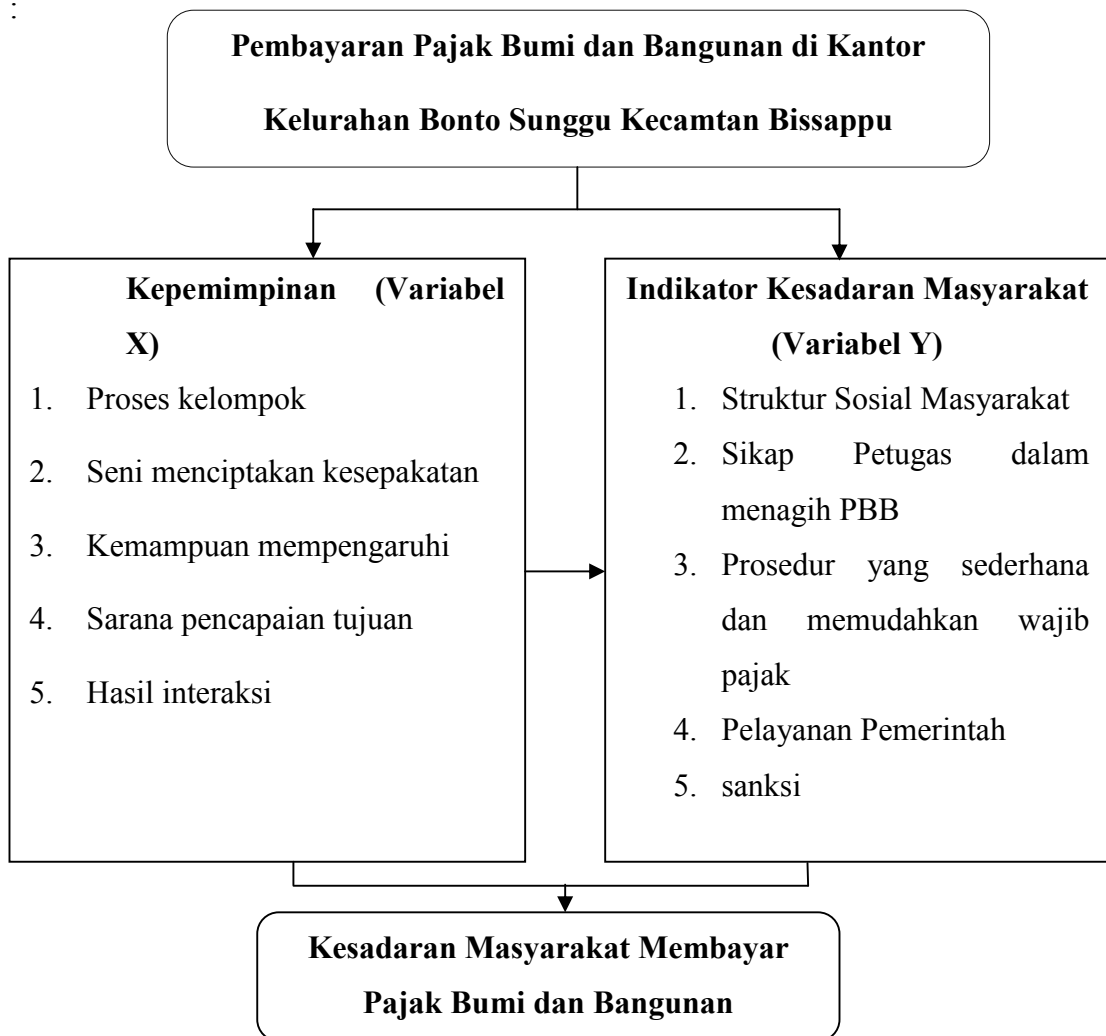 :
Pembayaran Pajak Bumi dan Bangunan di Kantor
Kelurahan Bonto Sunggu Kecamtan Bissappu
Kepemimpinan (Variabel
X)
1. Proses kelompok
2. Seni menciptakan kesepakatan
3. Kemampuan mempengaruhi
4. Sarana pencapaian tujuan
5. Hasil interaksi
Indikator Kesadaran Masyarakat
(Variabel Y)
1. Struktur Sosial Masyarakat
2. Sikap Petugas dalam
menagih PBB
3. Prosedur yang sederhana
dan memudahkan wajib
pajak
4. Pelayanan Pemerintah
5. sanksi
Kesadaran Masyarakat Membayar
Pajak Bumi dan Bangunan